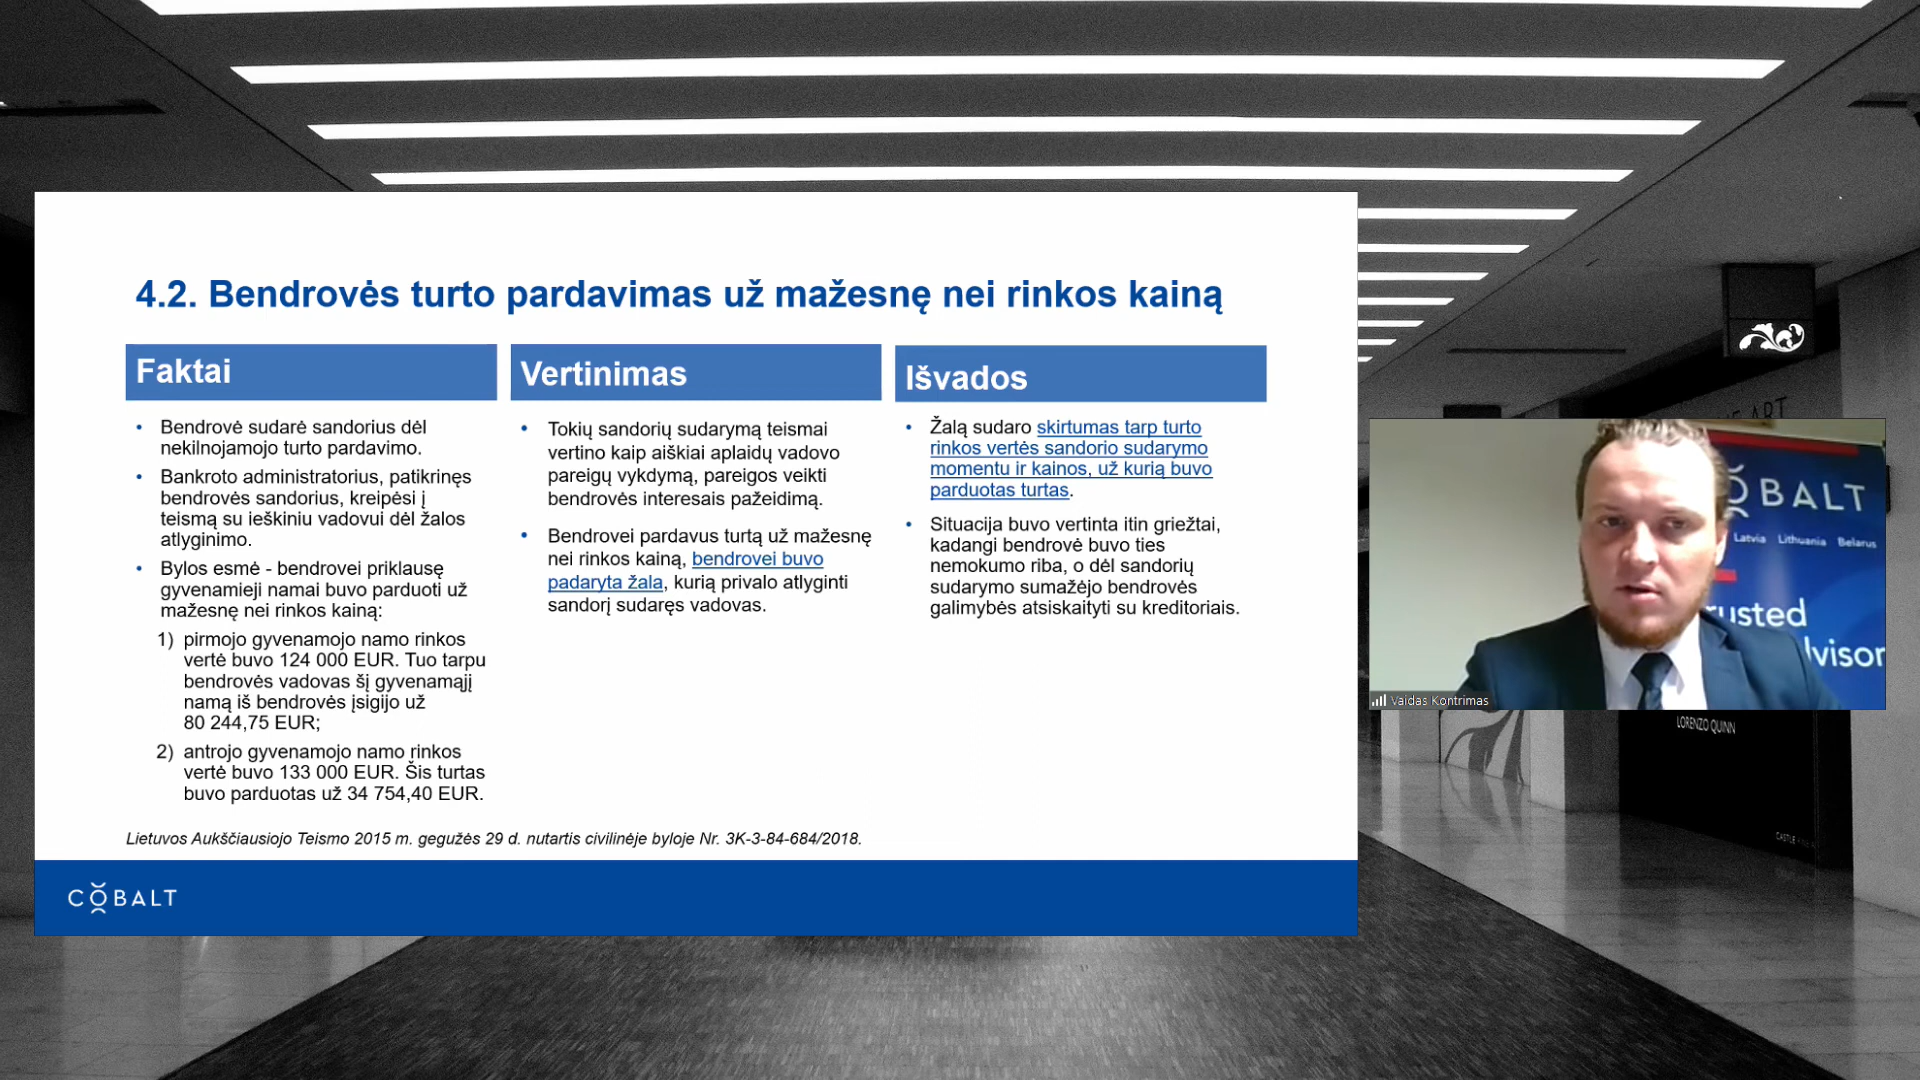 4.2. Bendrovės turto pardavimas už mažesnę nei rinkos kainą
Faktai
• Bendrovė sudarė sandorius dėl
nekilnojamojo turto pardavimo.
• Bankroto administratorius, patikrinęs
bendrovės sandorius, kreipėsi į
teismą su ieškiniu vadovui dėl žalos
atlyginimo.
• Bylos esmė - bendrovei priklausę
gyvenamieji namai buvo parduoti už
mažesnę nei rinkos kainą:
1) pirmojo gyvenamojo namo rinkos
vertė buvo 124 000 EUR. Tuo tarpu
bendrovės vadovas šį gyvenamąjį
namą iš bendrovės įsigijo už
80 244,75 EUR;
2) antrojo gyvenamojo namo rinkos
vertė buvo 133 000 EUR. Šis turtas
buvo parduotas už 34 754,40 EUR.
Vertinimas
• Tokių sandorių sudarymą teismai
vertino kaip aiškiai aplaidų vadovo
pareigų vykdymą, pareigos veikti
bendrovės interesais pažeidimą.
• Bendrovei pardavus turtą už mažesnę
nei rinkos kainą, bendrovei buvo
padaryta žala, kurią privalo atlyginti
sandorį sudaręs vadovas.
Išvados
• Žalą sudaro skirtumas tarp turto
rinkos vertės sandorio sudarymo
momentu ir kainos, už kurią buvo
parduotas turtas.
• Situacija buvo vertinta itin griežtai,
kadangi bendrovė buvo ties
nemokumo riba, o dėl sandorių
sudarymo sumažėjo bendrovės
galimybės atsiskaityti su kreditoriais.
Lietuvos Aukščiausiojo Teismo 2015 m. gegužės 29 d. nutartis civilinėje byloje Nr. 3K-3-84-684/2018.
COBALT
ART
OBALT
Latvia Lithuania Belarus
rusted
dvisor
Vaidas Kontrimas
LORENZO QUINN